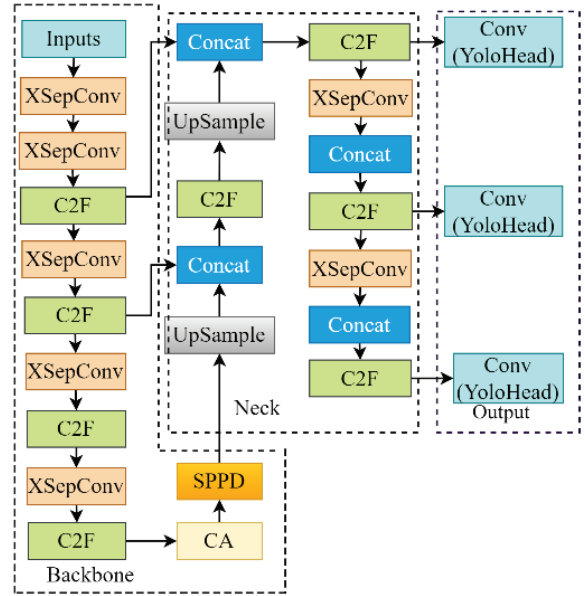 Inputs
XSepConv
XSepConv
C2F
XSepConv
C2F
XSepConv
C2F
XSepConv
C2F
Backbone
CA
SPPD
UpSample
Concat
C2F
UpSample
Concat
Neck
C2F
XSepConv
Concat
C2F
XSepConv
Concat
C2F
Conv
(YoloHead)
Conv
(YoloHead)
Conv
(YoloHead)
Output